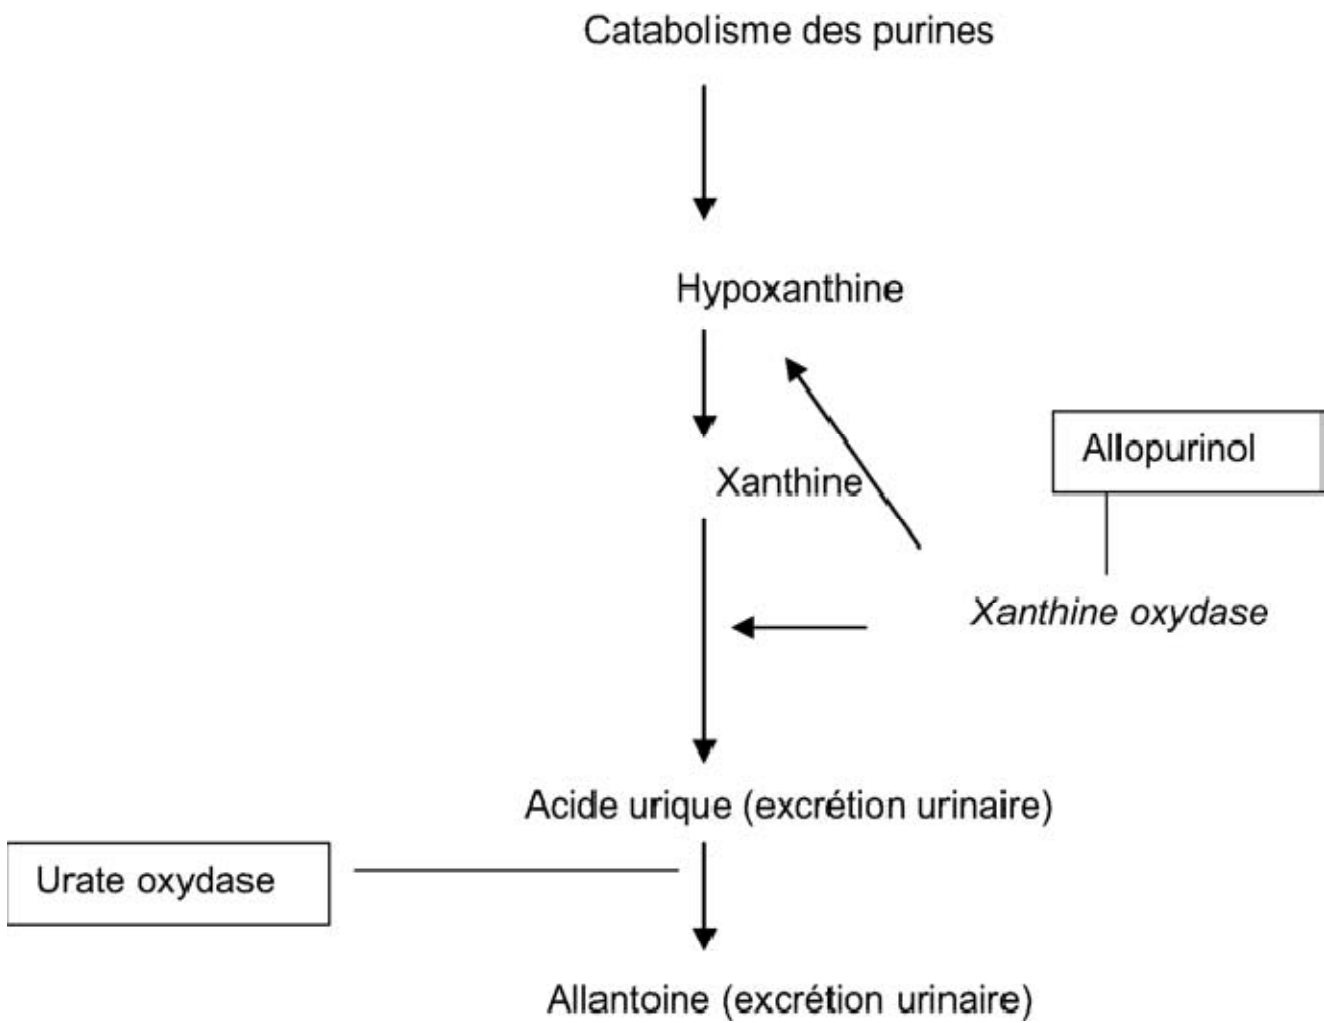 Catabolisme des purines
Hypoxanthine
Allopurinol
Xanthine
Xanthine oxydase
Acide urique (excrétion urinaire)
Urate oxydase
Allantoine (excrétion urinaire)